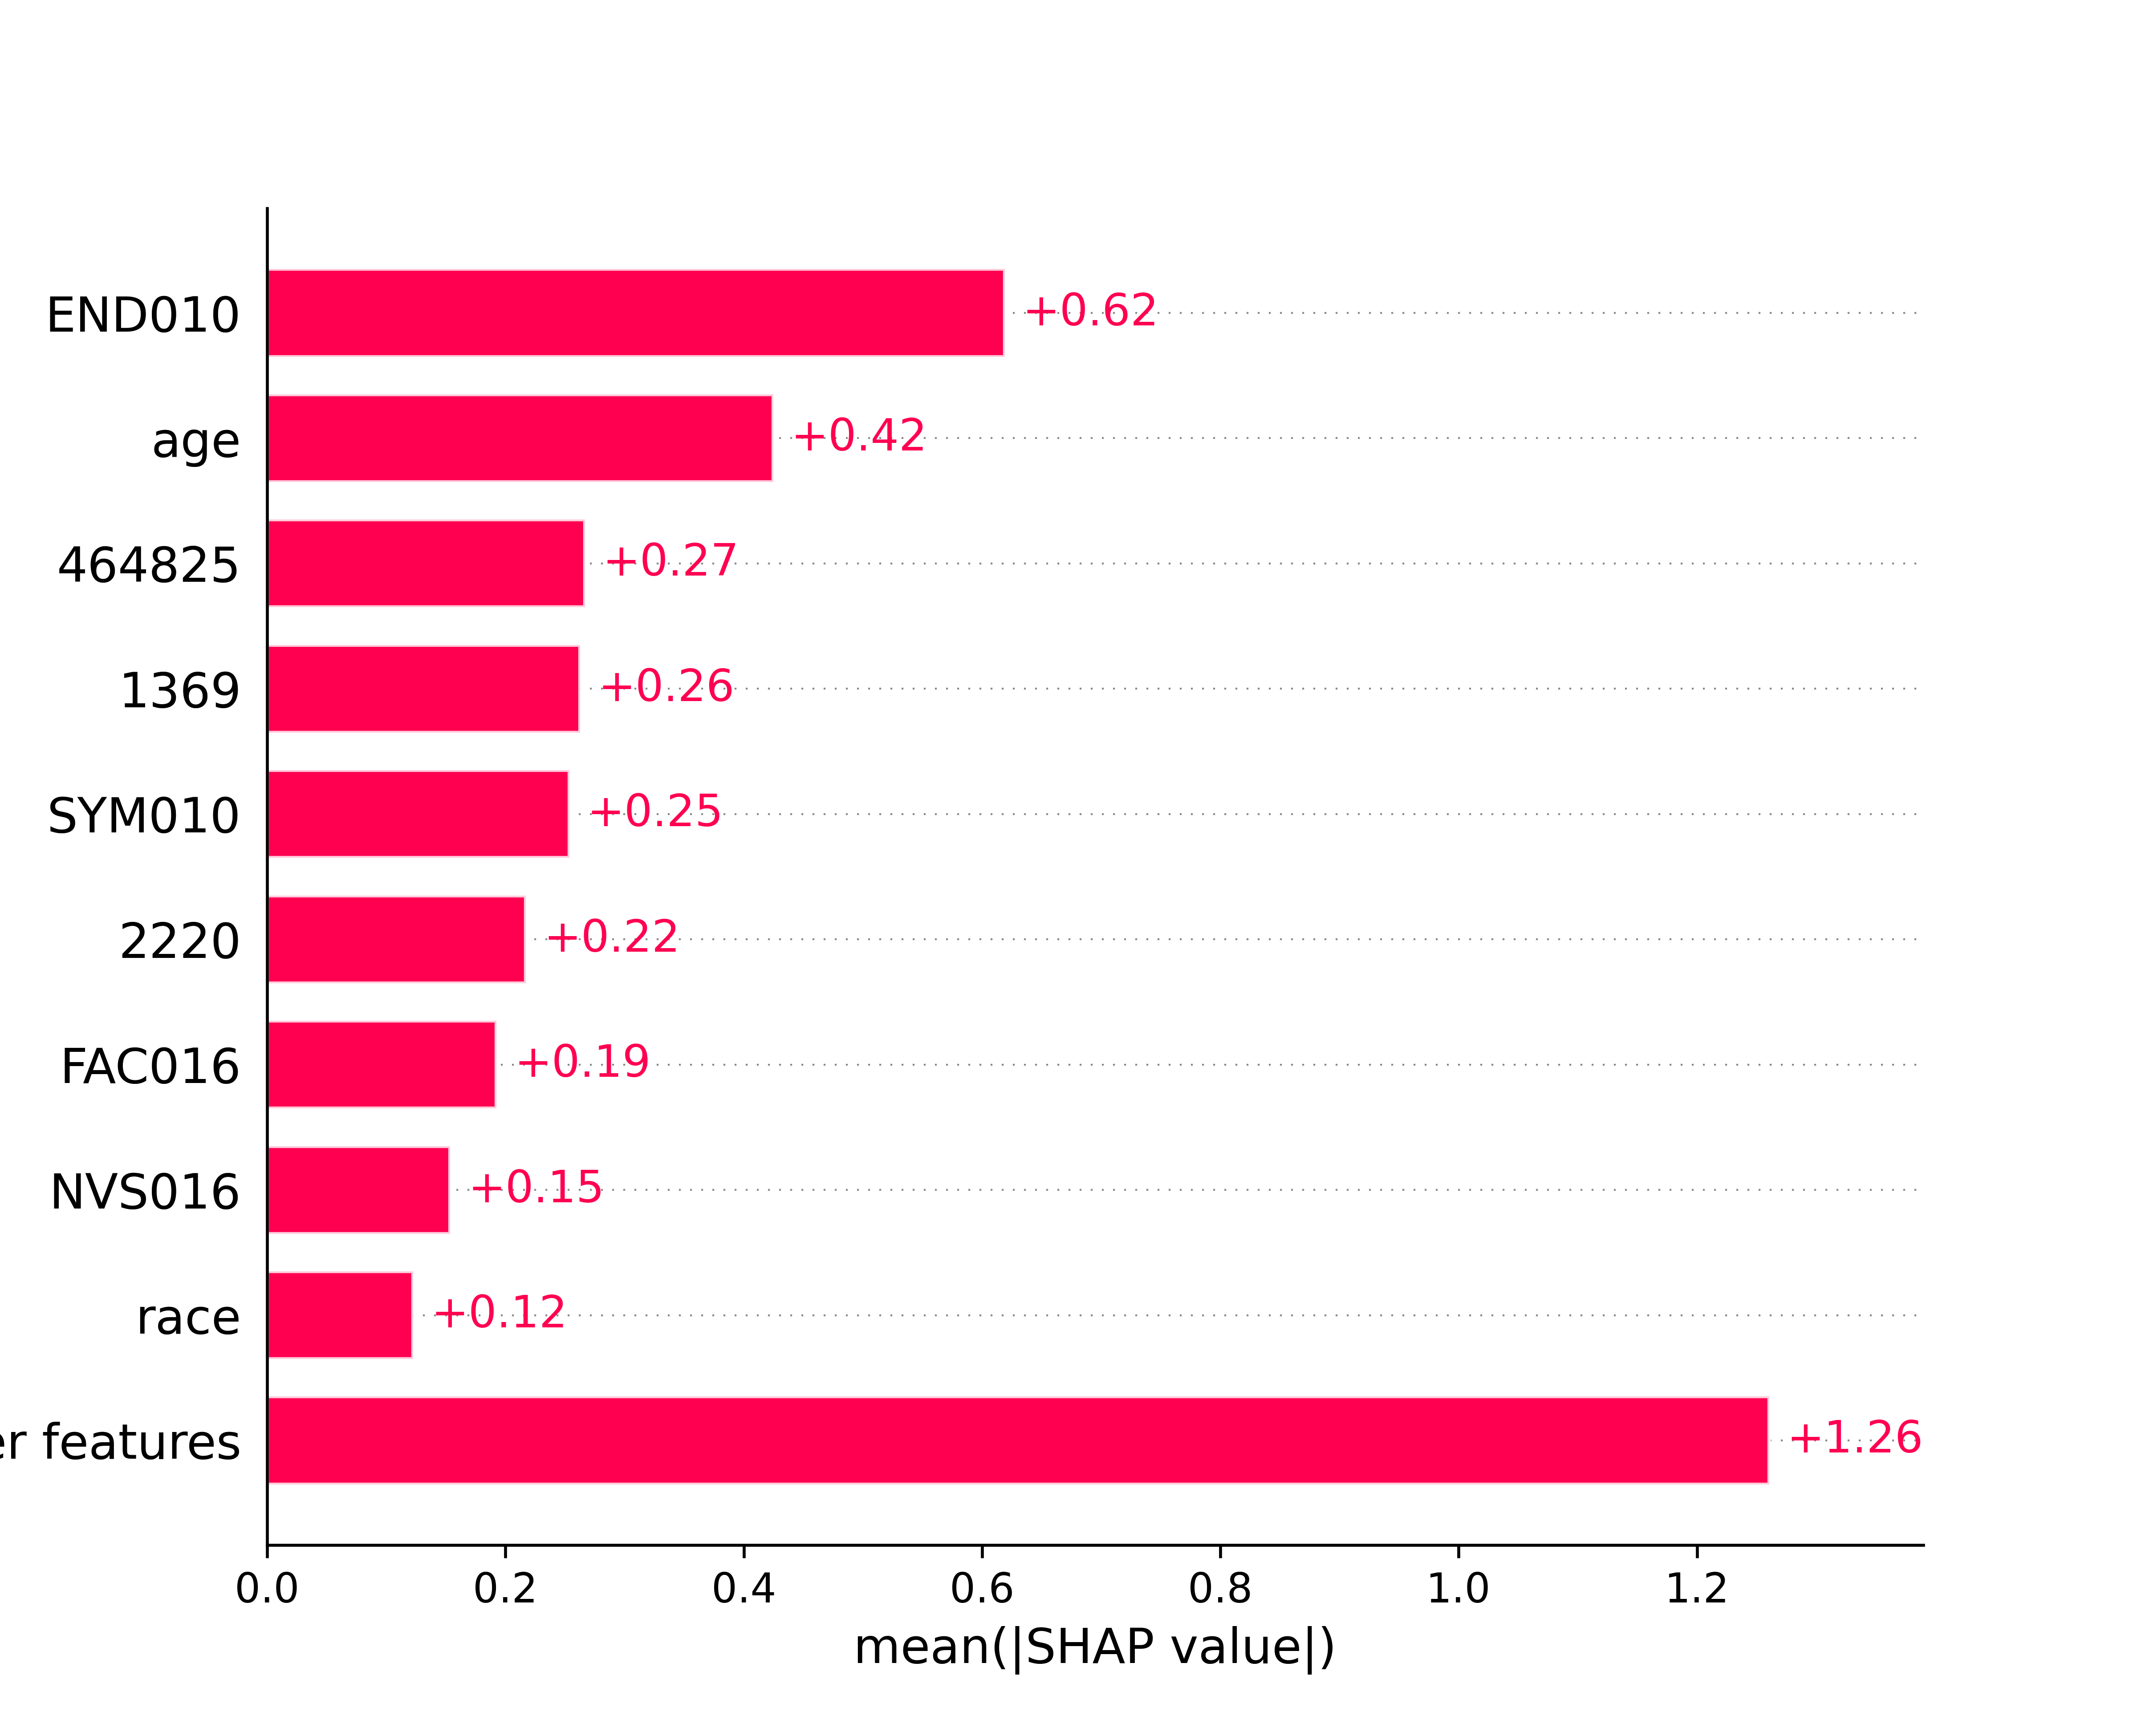 END010 +0.62
age +0.42
464825 +0.27
1369 +0.26
SYM010 +0.25
2220 +0.22
FAC016 +0.19
NVS016 +0.15
race +0.12
features +1.26
0.0 0.2 0.4 0.6 0.8 1.0 1.2
mean(|SHAP value|)